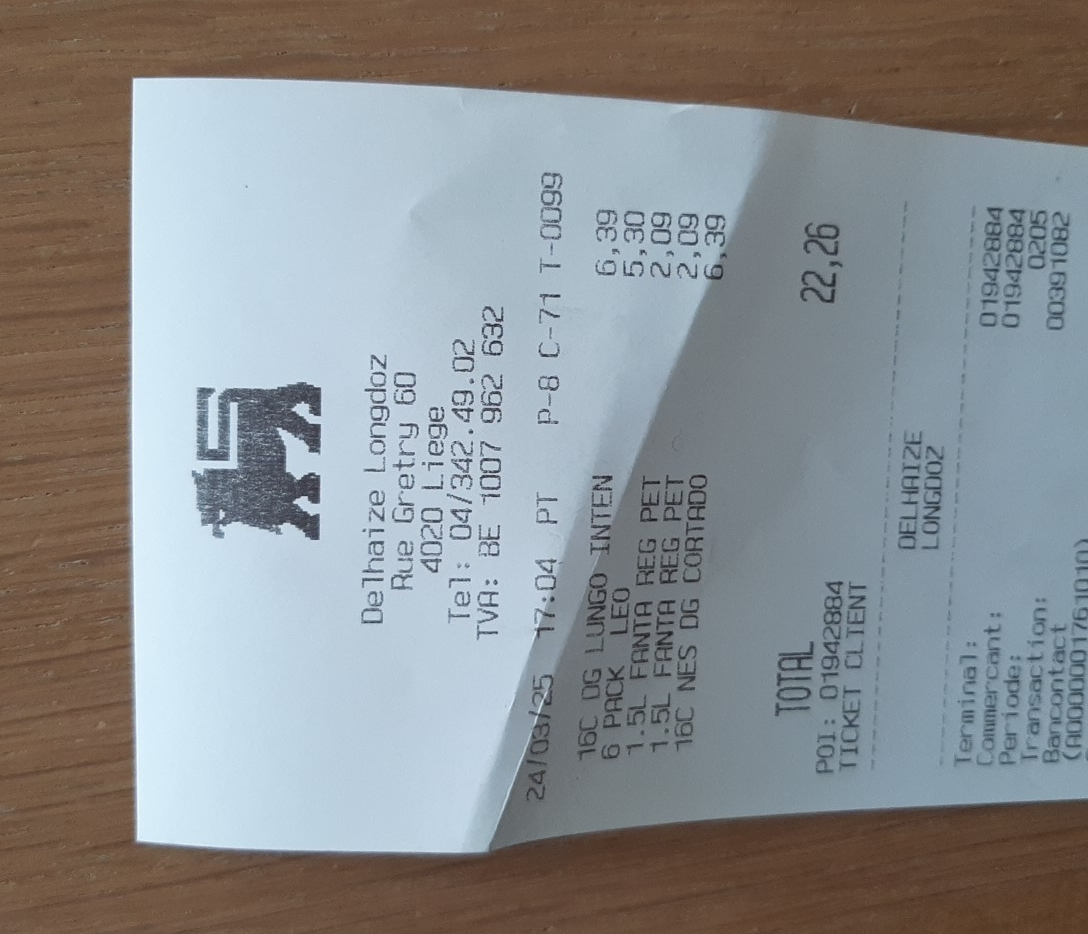 Delhaize Longdoz
Rue Gretry 60
4020 Liege
Tel: 04/342.49.02
TVA: BE 1007 962 632
24/03/25 17:04 PT P-8 C-71 T-0099
16C DG LUNGO INTEN 6,39
6 PACK LEO 5,30
1.5L FANTA REG PET 2,09
1.5L FANTA REG PET 2,09
16C NES DG CORTADO 6,39
TOTAL 22,26
POI: 01942884
TICKET CLIENT
DELHAIZE
LONGDOZ
Terminal: 01942884
Commercant: 01942884
Periode: 0205
Transaction: 00391082
Bancontact
(A0000001761010)